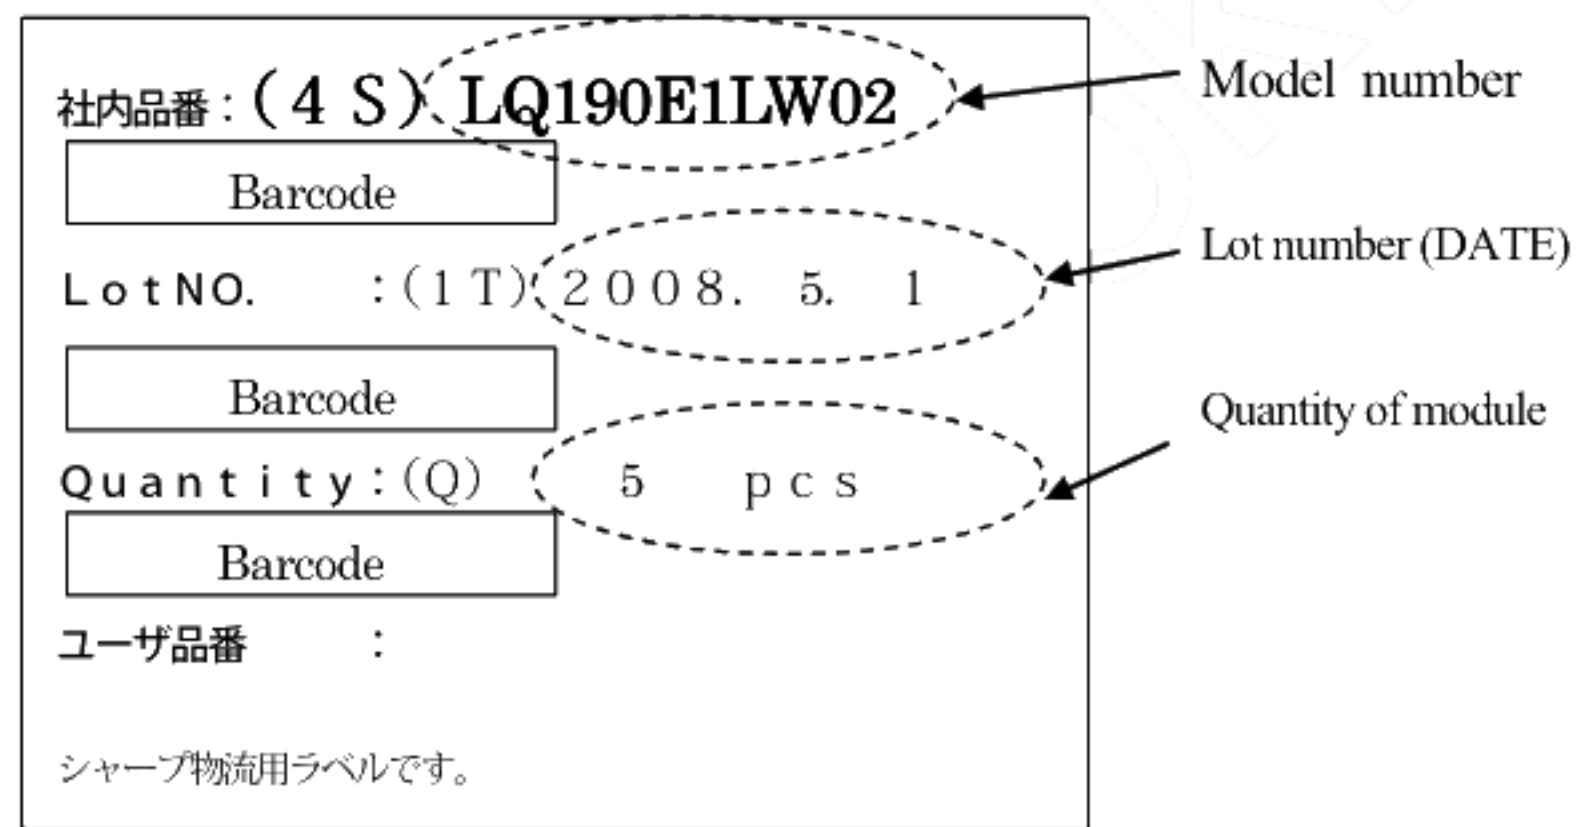 社内品番：(４Ｓ) LQ190E1LW02
Model number
Barcode
ＬｏｔＮＯ. ：(１Ｔ) ２００８. ５. １
Lot number (DATE)
Barcode
Quantity of module
Ｑｕａｎｔｉｔｙ：(Q) ５ ｐｃｓ
Barcode
ユーザ品番 ：
シャープ物流用ラベルです。